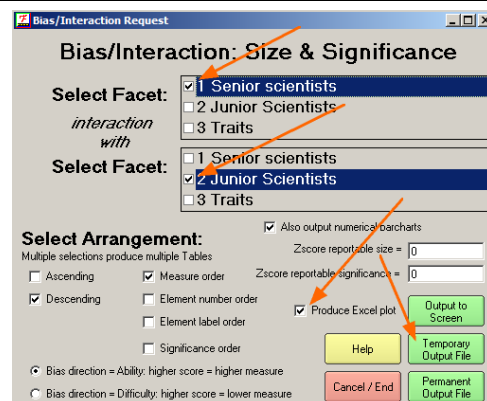 Bias/Interaction Request
Bias/Interaction: Size & Significance
Select Facet:
1 Senior scientists
2 Junior Scientists
3 Traits
interaction
with
Select Facet:
1 Senior scientists
2 Junior Scientists
3 Traits
Also output numerical barcharts
Select Arrangement:
Multiple selections produce multiple Tables
Zscore reportable size = 0
Zscore reportable significance = 0
Ascending
Measure order
Descending
Element number order
Element label order
Significance order
Produce Excel plot
Output to
Screen
Help
Temporary
Output File
Bias direction = Ability: higher score = higher measure
Bias direction = Difficulty: higher score = lower measure
Cancel / End
Permanent
Output File